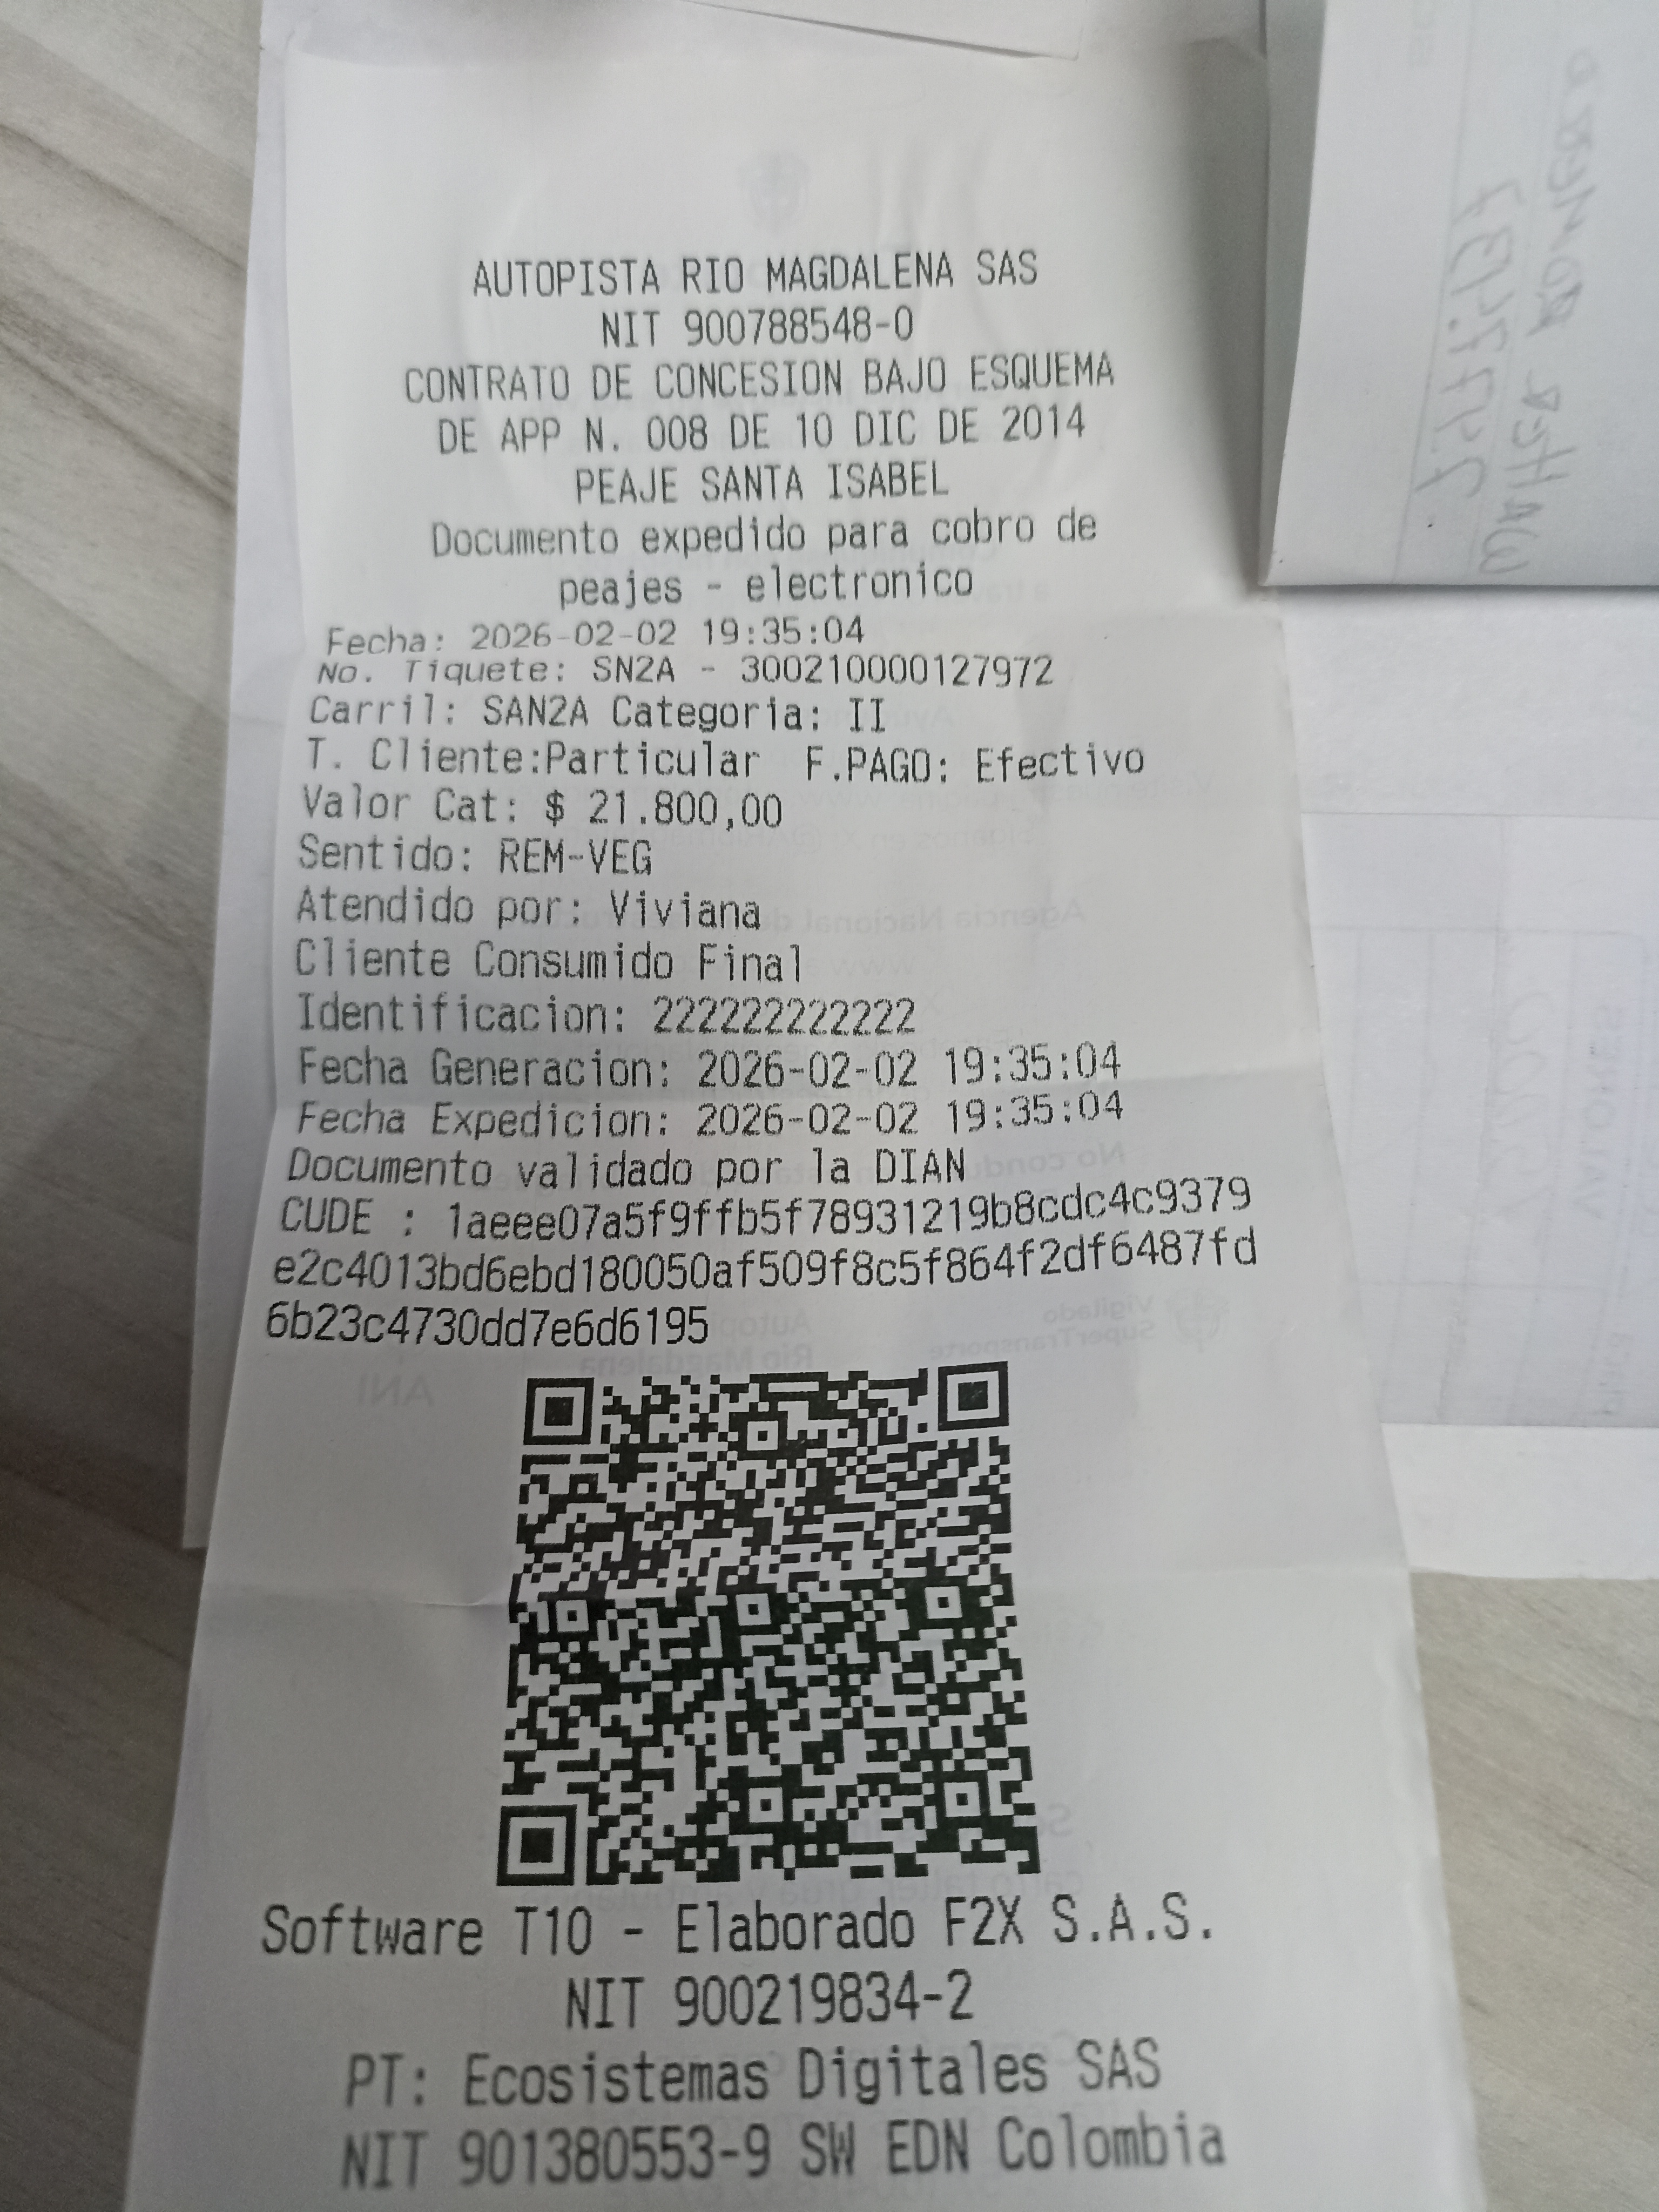 AUTOPISTA RIO MAGDALENA SAS
NIT 900788548-0
CONTRATO DE CONCESION BAJO ESQUEMA
DE APP N. 008 DE 10 DIC DE 2014
PEAJE SANTA ISABEL
Documento expedido para cobro de
peajes - electronico
Fecha: 2026-02-02 19:35:04
No. Tiquete: SN2A - 300210000127972
Carril: SAN2A Categoria: II
T. Cliente:Particular F.PAGO: Efectivo
Valor Cat: $ 21.800,00
Sentido: REM-VEG
Atendido por: Viviana
Cliente Consumido Final
Identificacion: 222222222222
Fecha Generacion: 2026-02-02 19:35:04
Fecha Expedicion: 2026-02-02 19:35:04
Documento validado por la DIAN
CUDE : 1aeee07a5f9ffb5f78931219b8cdc4c9379
e2c4013bd6ebd180050af509f8c5f864f2df6487fd
6b23c4730dd7e6d6195
Software T10 - Elaborado F2X S.A.S.
NIT 900219834-2
PT: Ecosistemas Digitales SAS
NIT 901380553-9 SW EDN Colombia